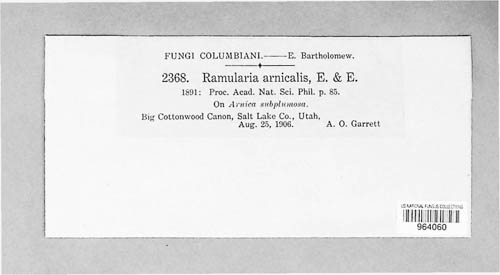 FUNGI COLUMBIANI.——E. Bartholomew.
2368. Ramularia arnicalis, E. & E.
1891: Proc. Acad. Nat. Sci. Phil. p. 85.
On Arnica subplumosa.
Big Cottonwood Canon, Salt Lake Co., Utah,
Aug. 25, 1906. A. O. Garrett
US NATIONAL FUNGUS COLLECTIONS
964060